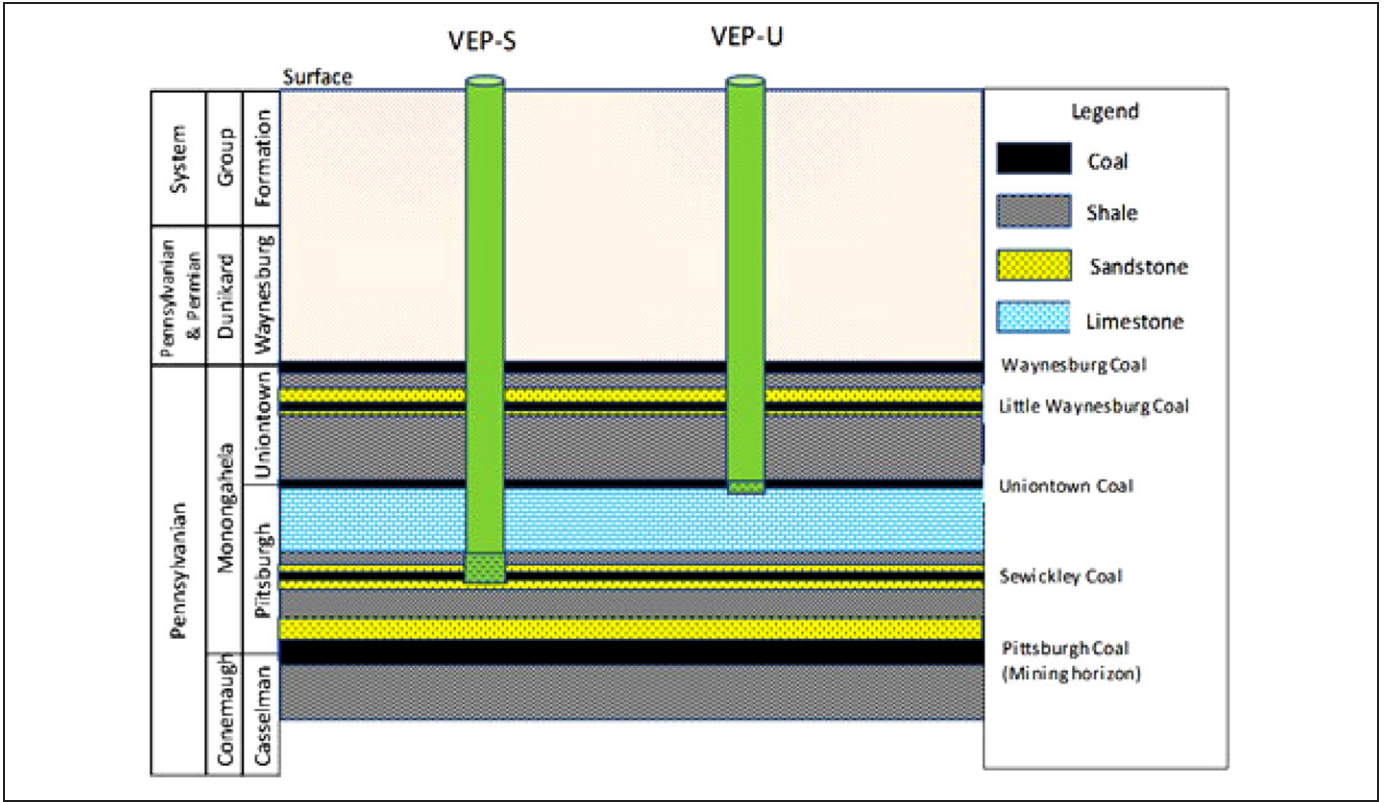 VEP-S
VEP-U
Surface
System
Group
Formation
Pennsylvanian
& Permian
Dunikard
Waynesburg
Pennsylvanian
Monongahela
Uniontown
Pittsburgh
Conemaugh
Casselman
Legend
Coal
Shale
Sandstone
Limestone
Waynesburg Coal
Little Waynesburg Coal
Uniontown Coal
Sewickley Coal
Pittsburgh Coal
(Mining horizon)